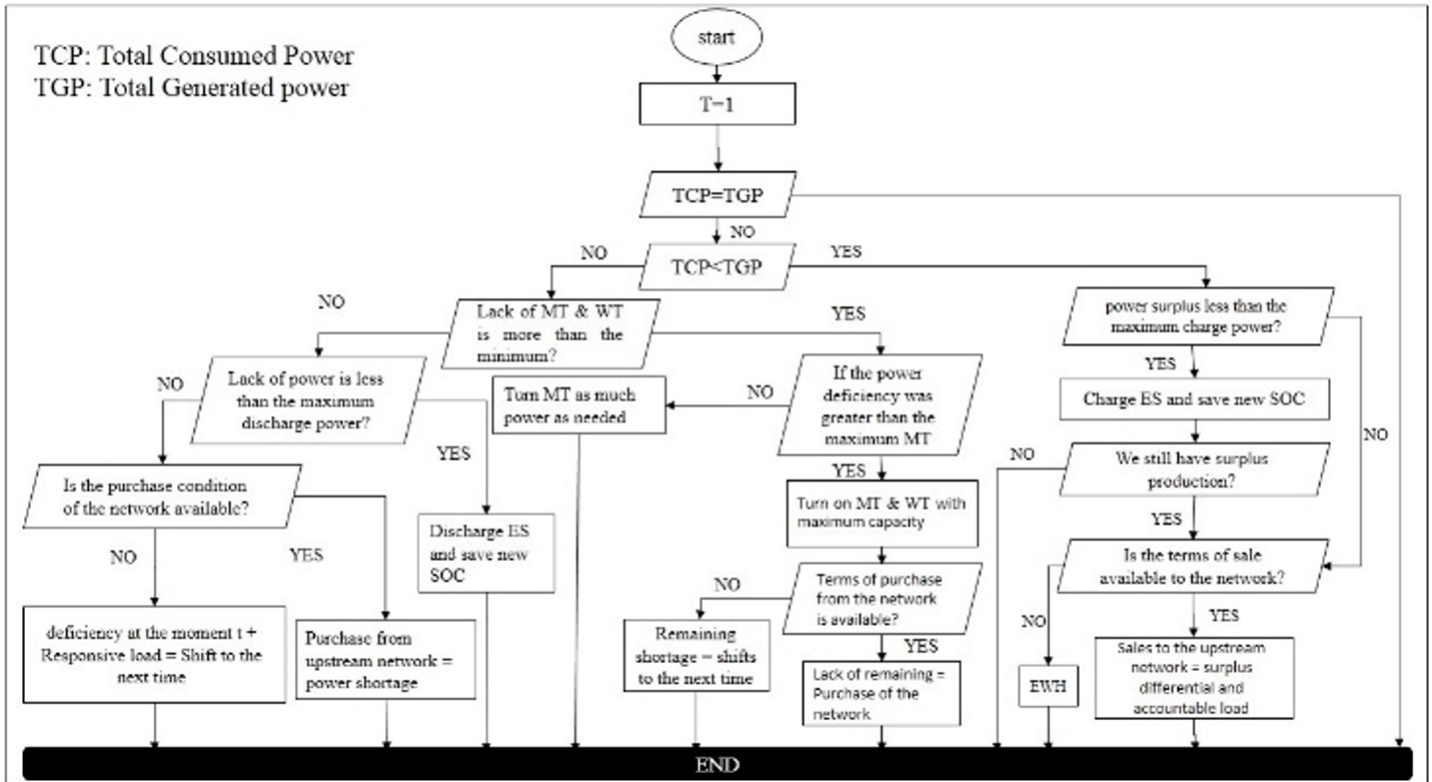 TCP: Total Consumed Power
TGP: Total Generated power
start
T=1
TCP=TGP
NO
TCP<TGP
NO
YES
Lack of MT & WT
is more than the
minimum?
NO
YES
power surplus less than the
maximum charge power?
YES
NO
Charge ES and save new SOC
We still have surplus
production?
NO
YES
Is the terms of sale
available to the network?
NO
YES
EWH
Sales to the upstream
network = surplus
differential and
accountable load
If the power
deficiency was
greater than the
maximum MT
NO
YES
Turn MT as much
power as needed
Turn on MT & WT with
maximum capacity
Terms of purchase
from the network
is available?
NO
YES
Remaining
shortage = shifts
to the next time
Lack of remaining =
Purchase of the
network
Lack of power is less
than the maximum
discharge power?
NO
YES
Discharge ES
and save new
SOC
Is the purchase condition
of the network available?
NO
YES
deficiency at the moment t +
Responsive load = Shift to the
next time
Purchase from
upstream network =
power shortage
END